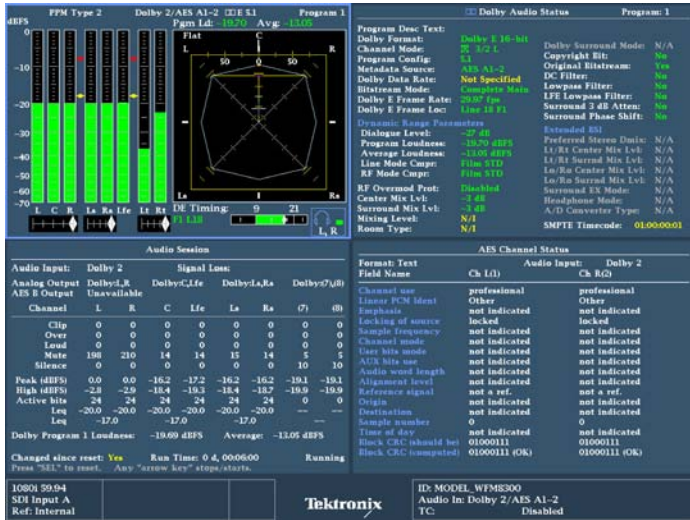 PPM Type 2 Dolby 2/AES A1-2 DDE 5.1 Program 1
dBFS Pgm Ld: -19.70 Avg: -13.05
Flat C
L R
50 0 50
0
-10
-20
-30
-40
-50
-60
-70
L C R Ls Rs Lfe Lt Rt
Ls Rs
DE Timing: 9 21
F1 L18
L, R
Dolby Audio Status Program: 1
Program Desc Text:
Dolby Format: Dolby E 16-bit
Channel Mode: 3/2 L
Program Config: 5.1
Metadata Source: AES A1-2
Dolby Data Rate: Not Specified
Bitstream Mode: Complete Main
Dolby E Frame Rate: 29.97 fps
Dolby E Frame Loc: Line 18 F1
Dynamic Range Parameters
Dialogue Level: -27 dB
Program Loudness: -19.70 dBFS
Average Loudness: -13.05 dBFS
Line Mode Cmpr: Film STD
RF Mode Cmpr: Film STD
RF Overmod Prot: Disabled
Center Mix Lvl: -3 dB
Surround Mix Lvl: -3 dB
Mixing Level: N/I
Room Type: N/I
Dolby Surround Mode: N/A
Copyright Bit: No
Original Bitstream: Yes
DC Filter: No
Lowpass Filter: No
LFE Lowpass Filter: No
Surround 3 dB Atten: No
Surround Phase Shift: No
Extended BSI
Preferred Stereo Dmix: N/A
Lt/Rt Center Mix Lvl: N/A
Lt/Rt Surrnd Mix Lvl: N/A
Lo/Ro Center Mix Lvl: N/A
Lo/Ro Surrnd Mix Lvl: N/A
Surround EX Mode: N/A
Headphone Mode: N/A
A/D Converter Type: N/A
SMPTE Timecode: 01:00:00:01
Audio Session
Audio Input: Dolby 2 Signal Loss:
Analog Output Dolby:L,R Dolby:C,Lfe Dolby:Ls,Rs Dolby:(7),(8)
AES B Output Unavailable
Channel L R C Lfe Ls Rs (7) (8)
Clip 0 0 0 0 0 0 0 0
Over 0 0 0 0 0 0 0 0
Loud 0 0 0 0 0 0 0 0
Mute 198 210 14 14 15 14 5 5
Silence 0 0 0 0 0 0 10 10
Peak (dBFS) 0.0 0.0 -16.2 -17.2 -16.2 -16.2 -19.1 -19.1
High (dBFS) -2.8 -2.9 -18.4 -19.3 -18.4 -18.7 -19.9 -19.9
Active bits 24 24 24 24 24 24 0 0
Leq -20.0 -20.0 -20.0 -20.0 -20.0 -20.0 --- ---
Leq -17.0 -17.0 -17.0 ---
Dolby Program 1 Loudness: -19.69 dBFS Average: -13.05 dBFS
Changed since reset: Yes Run Time: 0 d, 00:06:00 Running
Press "SEL" to reset. Any "arrow key" stops/starts.
AES Channel Status
Format: Text Audio Input: Dolby 2
Field Name Ch L(1) Ch R(2)
Channel use professional professional
Linear PCM Ident Other Other
Emphasis not indicated not indicated
Locking of source locked locked
Sample frequency not indicated not indicated
Channel mode not indicated not indicated
User bits mode not indicated not indicated
AUX bits use not indicated not indicated
Audio word length not indicated not indicated
Alignment level not indicated not indicated
Reference signal not a ref. not a ref.
Origin not indicated not indicated
Destination not indicated not indicated
Sample number 0 0
Time of day not indicated not indicated
Block CRC (should be) 01000111 01000111
Block CRC (computed) 01000111 (OK) 01000111 (OK)
1080i 59.94
SDI Input A
Ref: Internal
Tektronix
ID: MODEL_WFM8300
Audio In: Dolby 2/AES A1-2
TC: Disabled